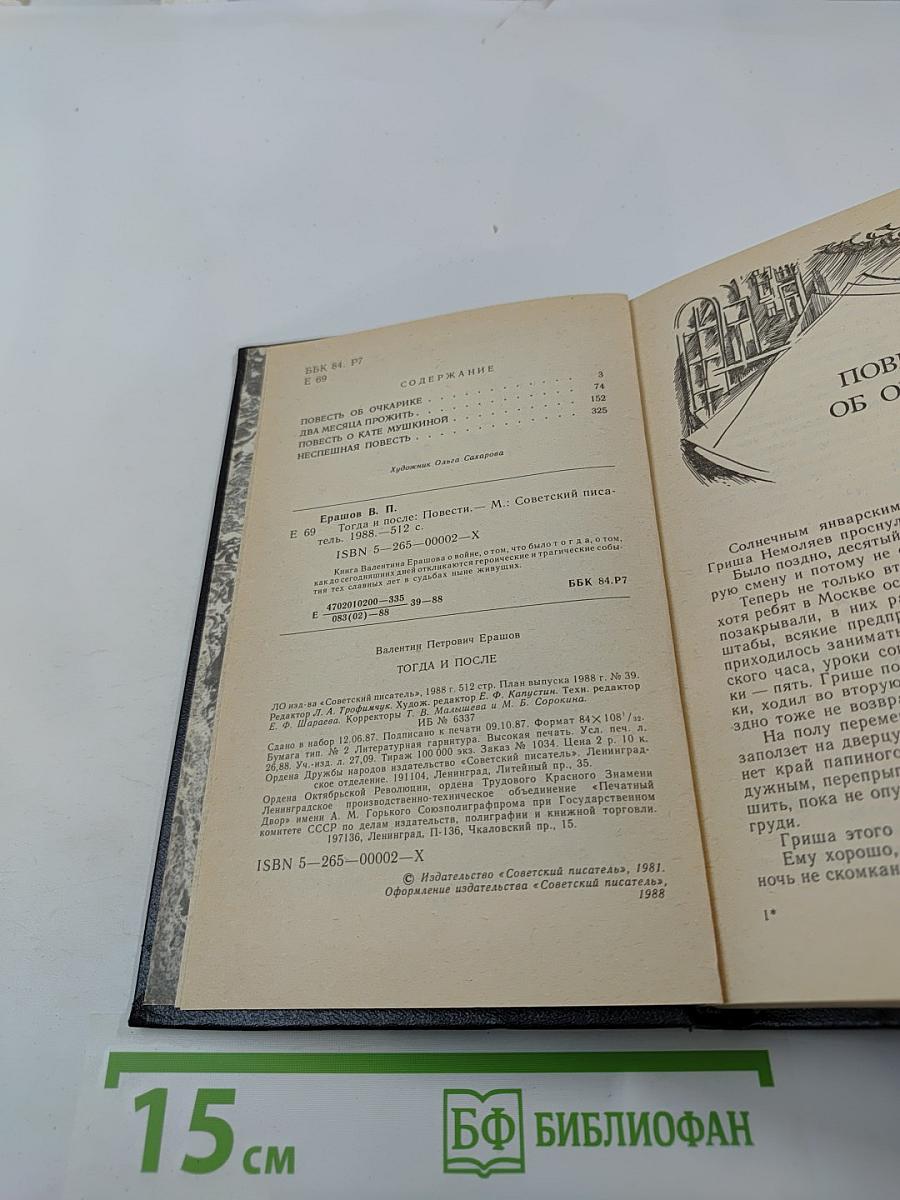 ББК 84. Р7
Е 69
СОДЕРЖАНИЕ
ПОВЕСТЬ ОБ ОЧКАРИКЕ . . . . . . . . . . . . 3
ДВА МЕСЯЦА ПРОЖИТЬ . . . . . . . . . . . . 74
ПОВЕСТЬ О КАТЕ МУШКИНОЙ . . . . . . . . . . 152
НЕСПЕШНАЯ ПОВЕСТЬ . . . . . . . . . . . . 325
Художник Ольга Сахарова
Ерашов В. П.
Е 69 Тогда и после: Повести.— М.: Советский писа-
тель. 1988.—512 с.
ISBN 5—265—00002—X
Книга Валентина Ерашова о войне, о том, что было тогда, о том,
как до сегодняшних дней откликаются героические и трагические собы-
тия тех славных лет в судьбах ныне живущих.
Е 4702010200—335 39—88
083(02)—88
ББК 84.Р7
Валентин Петрович Ерашов
ТОГДА И ПОСЛЕ
ЛО изд-ва «Советский писатель», 1988 г. 512 стр. План выпуска 1988 г. № 39.
Редактор Л. А. Трофимчук. Худож. редактор Е. Ф. Капустин. Техн. редактор
Е. Ф. Шараева. Корректоры Т. В. Малышева и М. Б. Сорокина.
ИБ № 6337
Сдано в набор 12.06.87. Подписано к печати 09.10.87. Формат 84×108¹/₃₂.
Бумага тип. № 2 Литературная гарнитура. Высокая печать. Усл. печ. л.
26,88. Уч.-изд. л. 27,09. Тираж 100 000 экз. Заказ № 1034. Цена 2 р. 10 к.
Ордена Дружбы народов издательство «Советский писатель». Ленинград-
ское отделение. 191104, Ленинград, Литейный пр., 35.
Ордена Октябрьской Революции, ордена Трудового Красного Знамени
Ленинградское производственно-техническое объединение «Печатный
Двор» имени А. М. Горького Союзполиграфпрома при Государственном
комитете СССР по делам издательств, полиграфии и книжной торговли.
197136, Ленинград, П-136, Чкаловский пр., 15.
ISBN 5—265—00002—X
© Издательство «Советский писатель», 1981.
Оформление издательства «Советский писатель»,
1988
ПОВ
ОБ О
Солнечным январским
Гриша Немоляев проснул
Было поздно, десятый
рую смену и потому не
Теперь не только вт
хотя ребят в Москве ос
позакрывали, в них ра
штабы, всякие предпр
приходилось занимать
ского часа, уроки со
ки — пять. Грише по
ки, ходил во вторую
здно тоже не возвра
На полу переме
заползет на дверцу
нет край папиного
дужным, перепрыг
шить, пока не опу
груди.
Гриша этого
Ему хорошо,
ночь не скомкан
1*
15 см
БФ БИБЛИОФАН